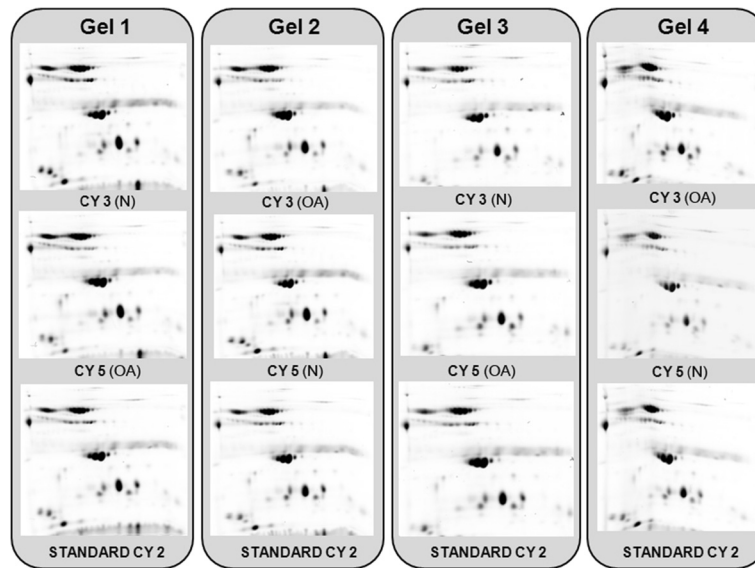 Gel 1
Gel 2
Gel 3
Gel 4
CY 3 (N)
CY 3 (OA)
CY 3 (N)
CY 3 (OA)
CY 5 (OA)
CY 5 (N)
CY 5 (OA)
CY 5 (N)
STANDARD CY 2
STANDARD CY 2
STANDARD CY 2
STANDARD CY 2